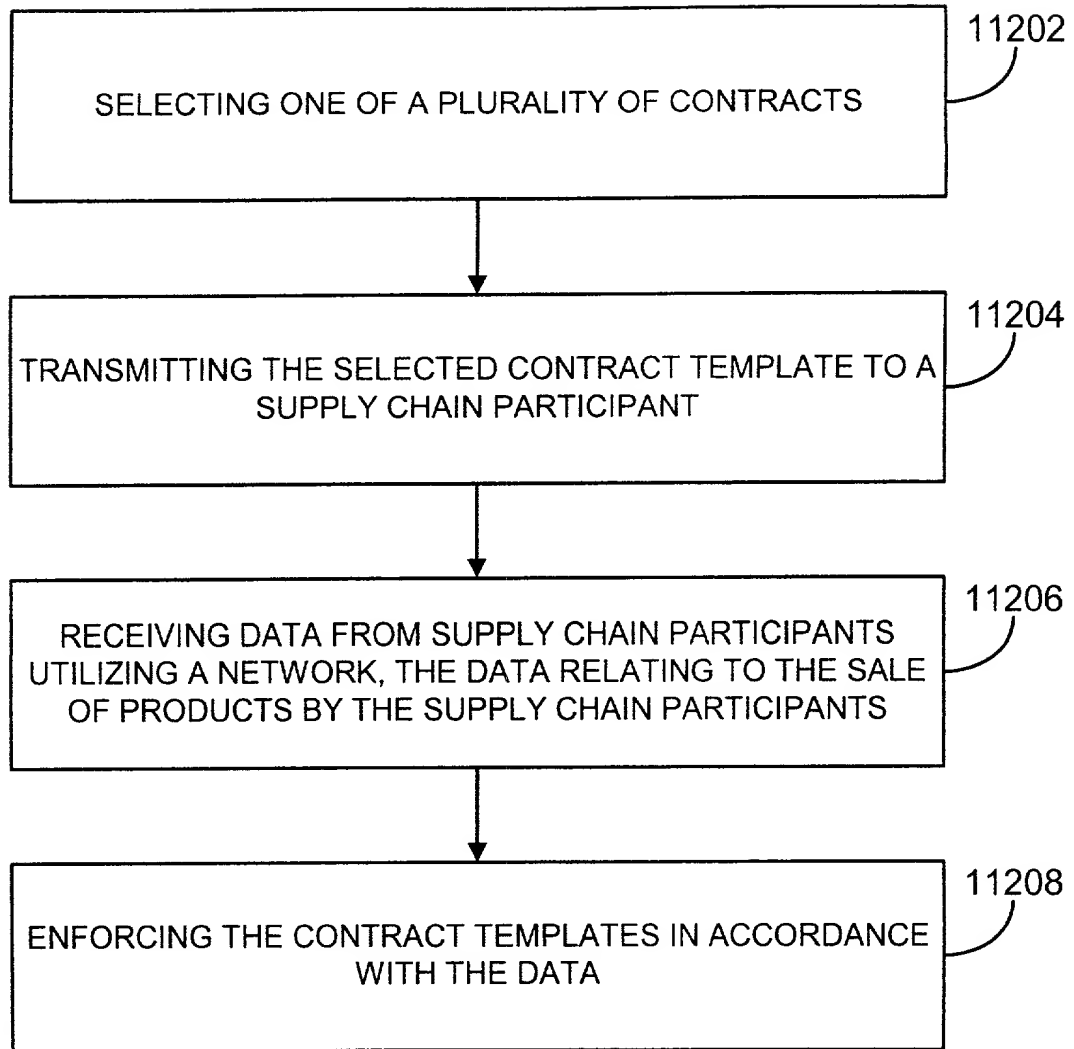 11202
SELECTING ONE OF A PLURALITY OF CONTRACTS
11204
TRANSMITTING THE SELECTED CONTRACT TEMPLATE TO A
SUPPLY CHAIN PARTICIPANT
11206
RECEIVING DATA FROM SUPPLY CHAIN PARTICIPANTS
UTILIZING A NETWORK, THE DATA RELATING TO THE SALE
OF PRODUCTS BY THE SUPPLY CHAIN PARTICIPANTS
11208
ENFORCING THE CONTRACT TEMPLATES IN ACCORDANCE
WITH THE DATA